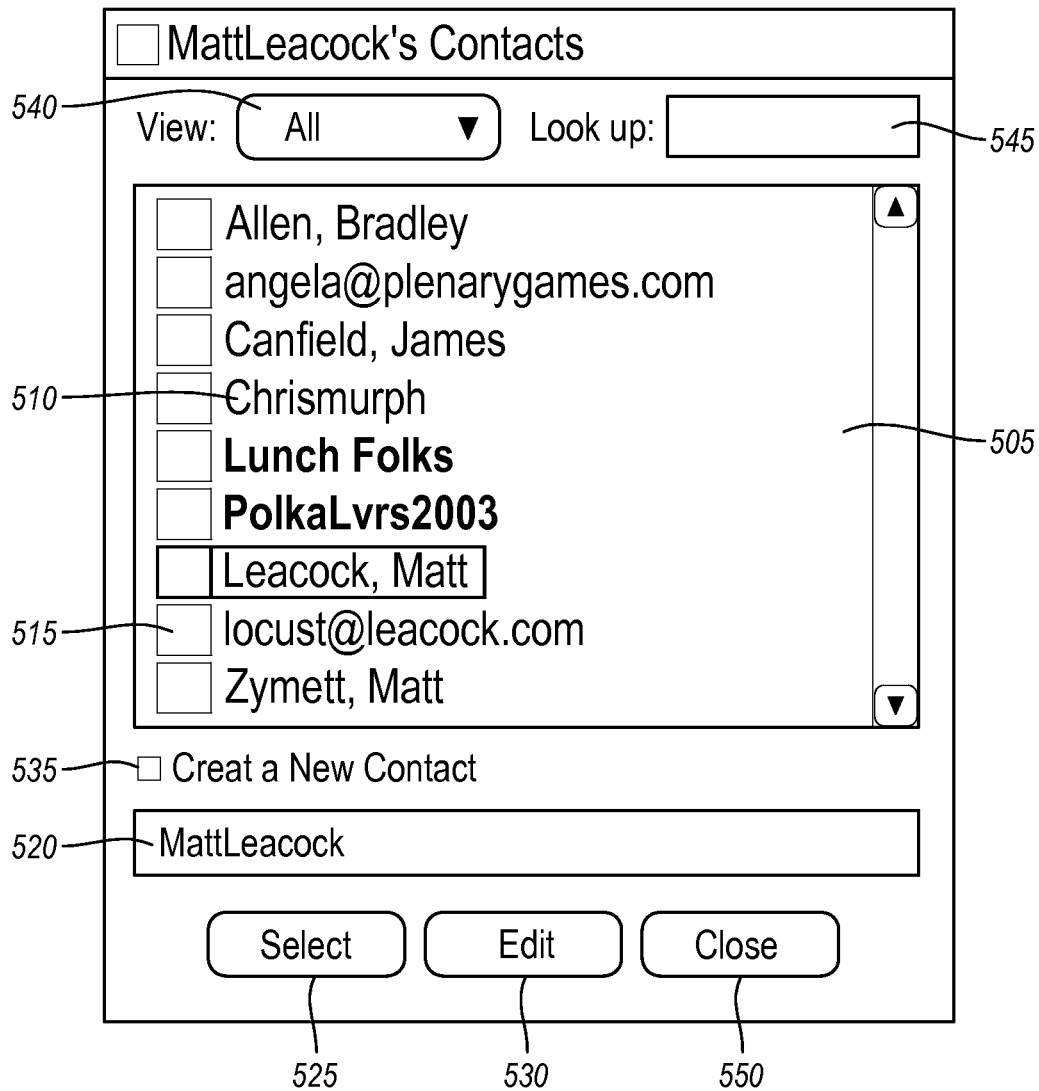 MattLeacock's Contacts
540 View: All ▼ Look up: 545
Allen, Bradley
angela@plenarygames.com
Canfield, James
510 Chrismurph
505
Lunch Folks
PolkaLvrs2003
Leacock, Matt
515 locust@leacock.com
Zymett, Matt
535 Creat a New Contact
520 MattLeacock
Select Edit Close
525 530 550